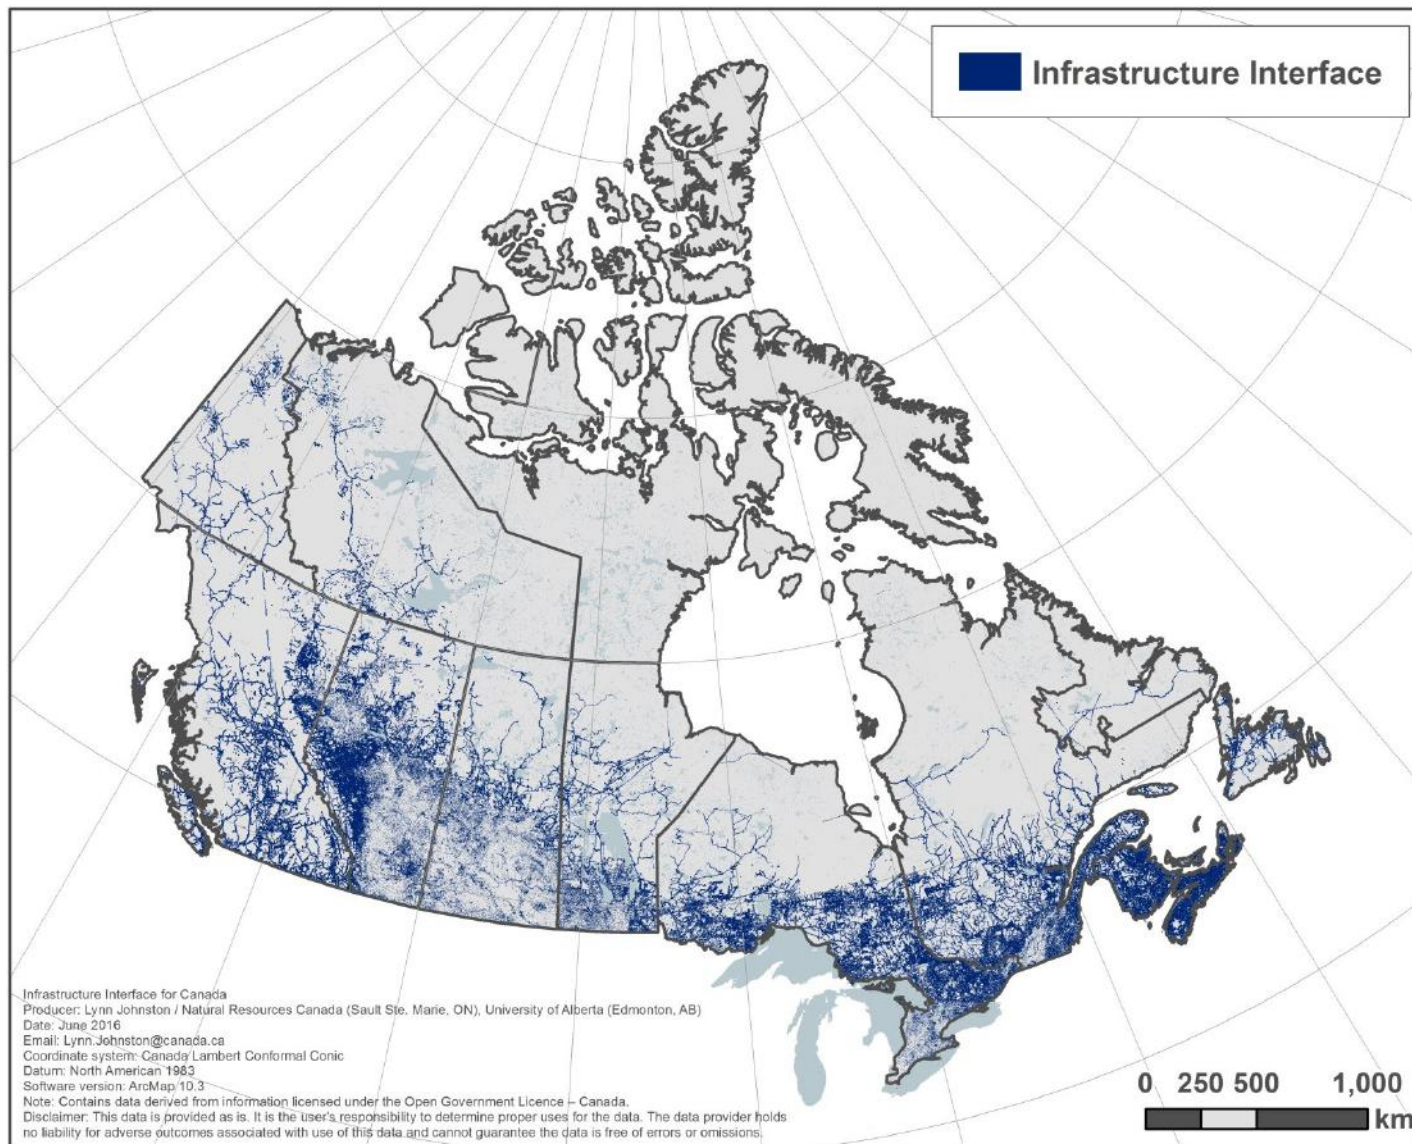 Infrastructure Interface
Infrastructure Interface for Canada
Producer: Lynn Johnston / Natural Resources Canada (Sault Ste. Marie, ON), University of Alberta (Edmonton, AB)
Date: June 2016
Email: Lynn.Johnston@canada.ca
Coordinate system: Canada Lambert Conformal Conic
Datum: North American 1983
Software version: ArcMap 10.3
Note: Contains data derived from information licensed under the Open Government Licence – Canada.
Disclaimer: This data is provided as is. It is the user's responsibility to determine proper uses for the data. The data provider holds
no liability for adverse outcomes associated with use of this data and cannot guarantee the data is free of errors or omissions.
0 250 500 1,000
km